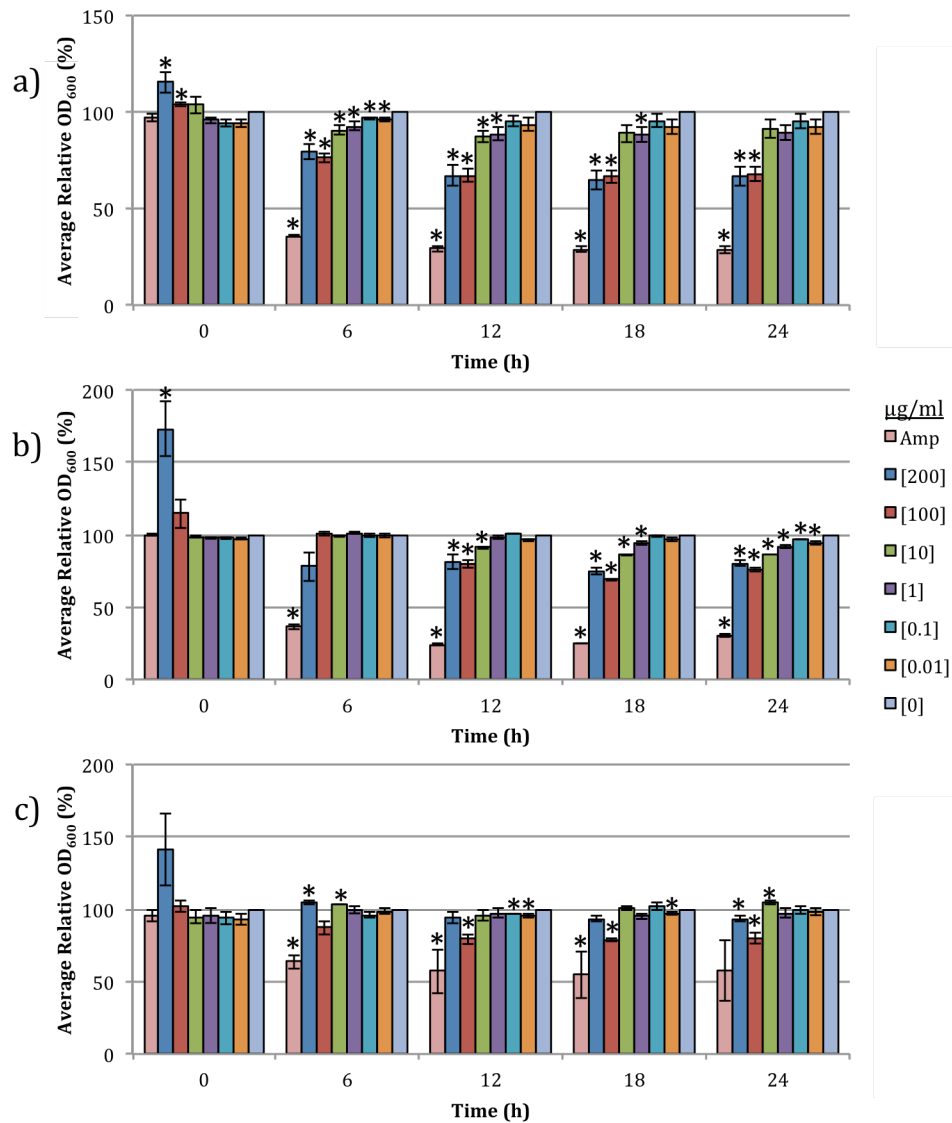 a)
Average Relative OD600 (%)
150
100
50
0
* * * * * * * * * * * * * * * * * * * * *
0 6 12 18 24
Time (h)
b)
Average Relative OD600 (%)
200
150
100
50
0
* * * * * * * * * * * * * * * * *
0 6 12 18 24
Time (h)
µg/ml
Amp
[200]
[100]
[10]
[1]
[0.1]
[0.01]
[0]
c)
Average Relative OD600 (%)
200
150
100
50
0
* * * * * * * * * * * * *
0 6 12 18 24
Time (h)